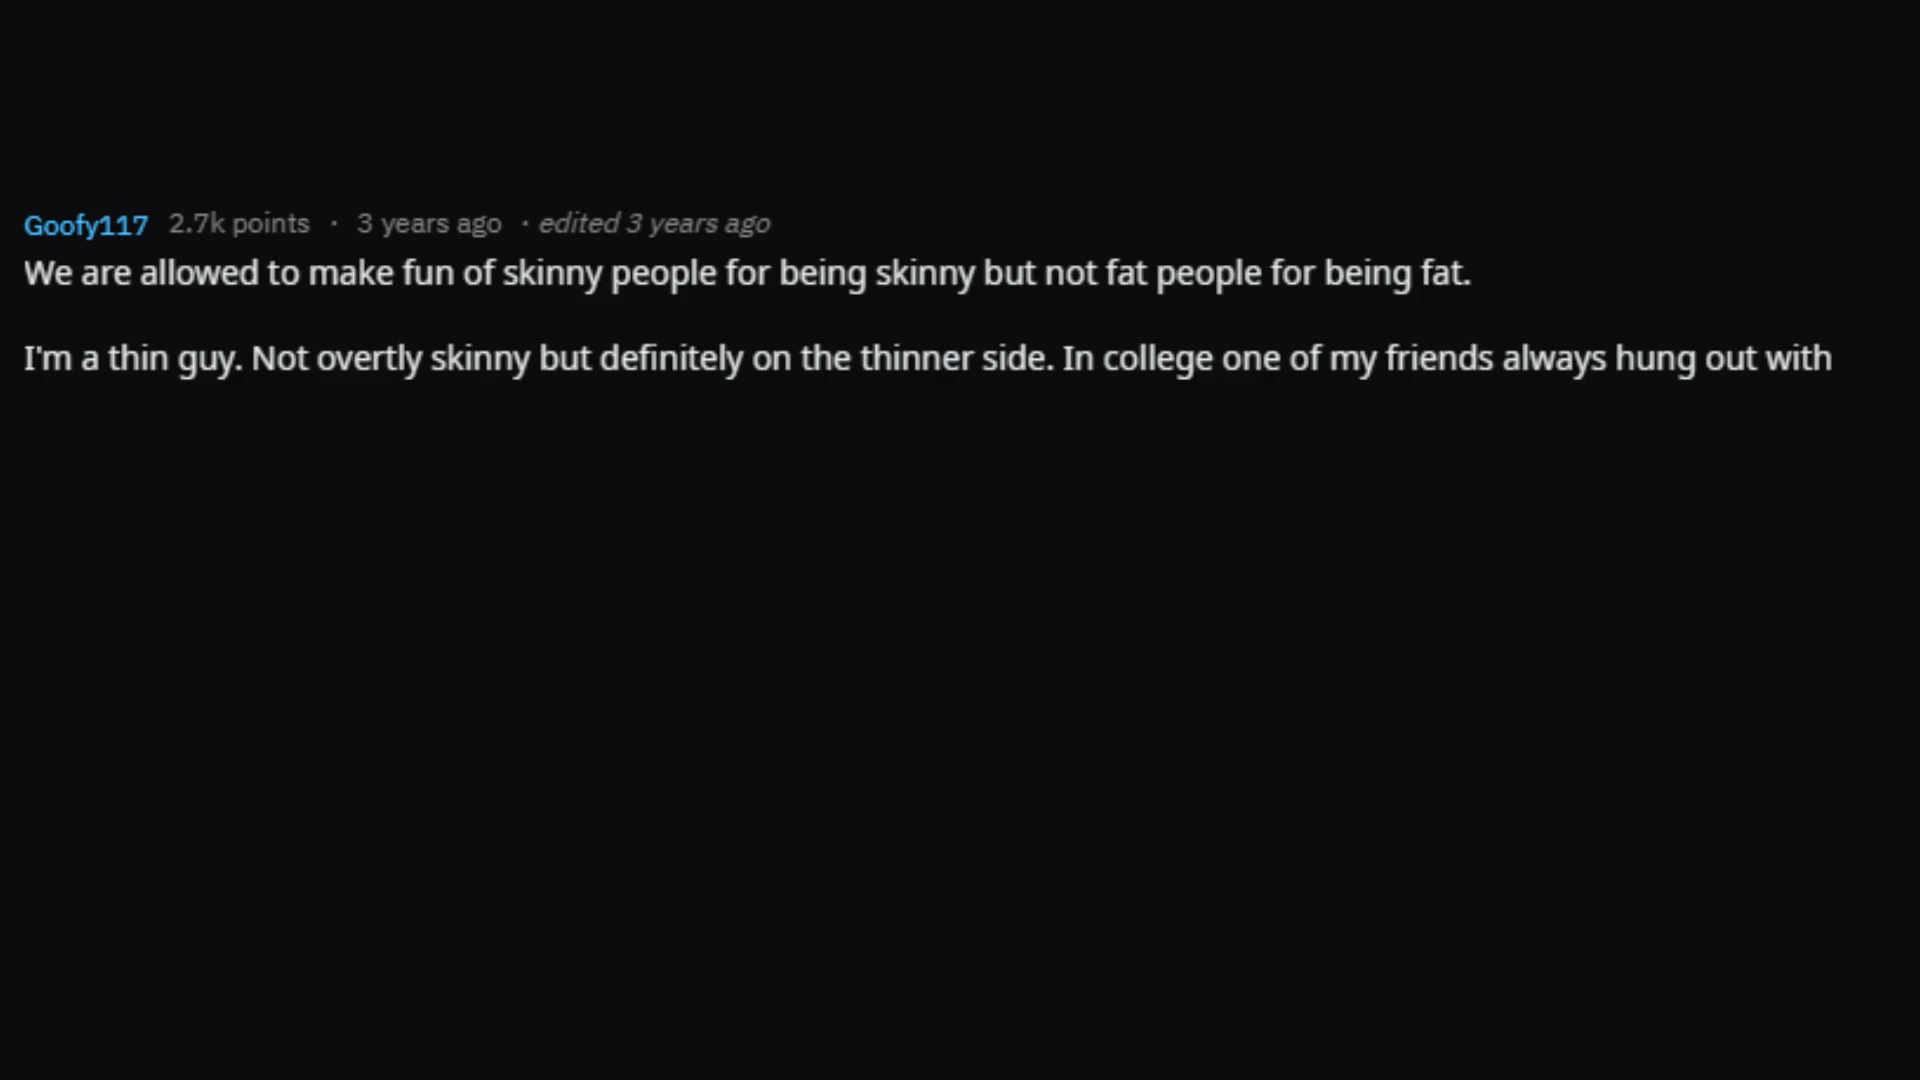 Goofy117 2.7k points · 3 years ago · edited 3 years ago
We are allowed to make fun of skinny people for being skinny but not fat people for being fat.
I'm a thin guy. Not overtly skinny but definitely on the thinner side. In college one of my friends always hung out with